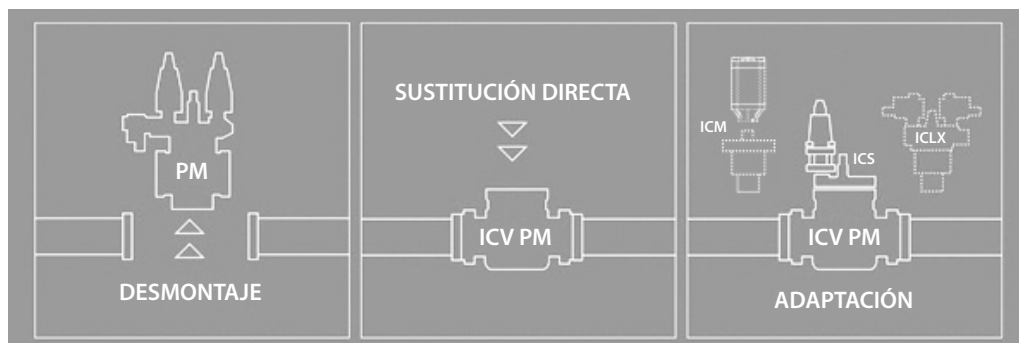 PM
DESMONTAJE
SUSTITUCIÓN DIRECTA
ICV PM
ICM
ICS
ICLX
ICV PM
ADAPTACIÓN